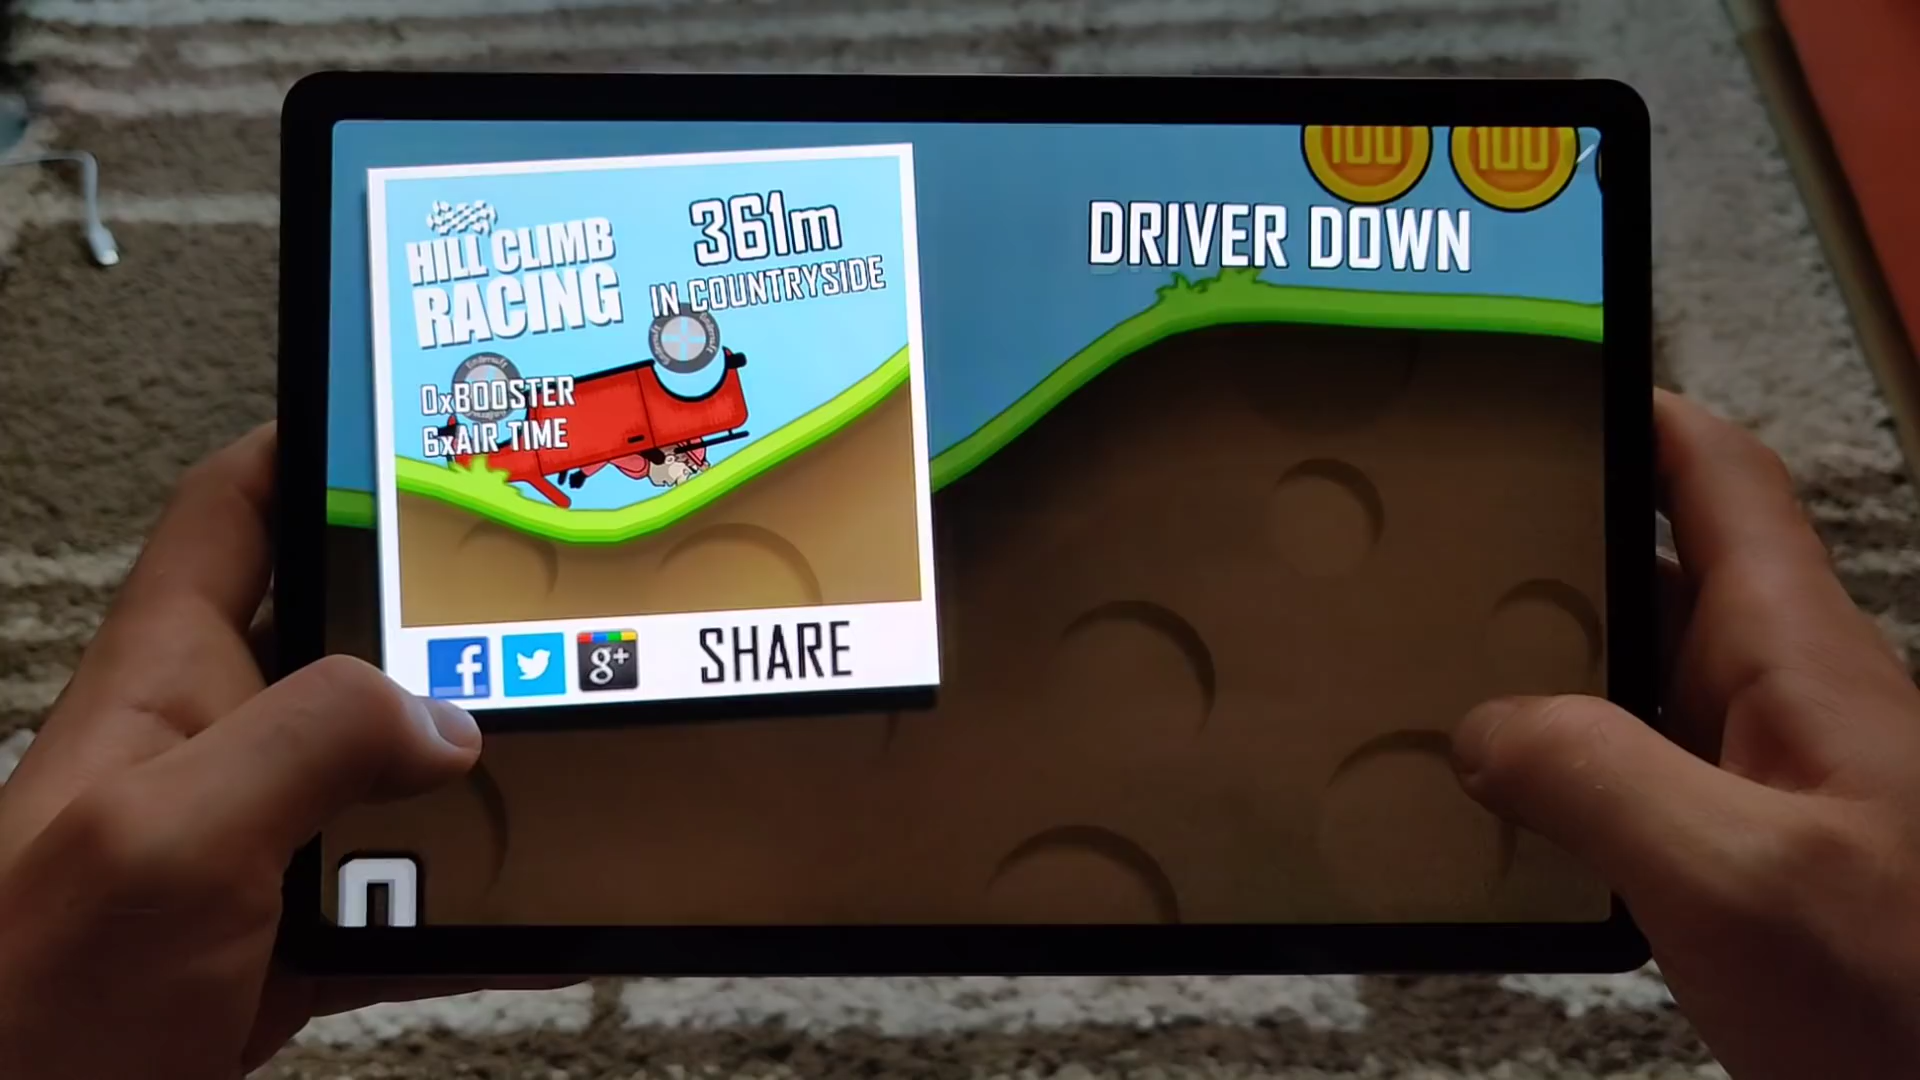 HILL CLIMB
RACING
361m
IN COUNTRYSIDE
0xBOOSTER
6xAIR TIME
f
g+
SHARE
DRIVER DOWN
100
100